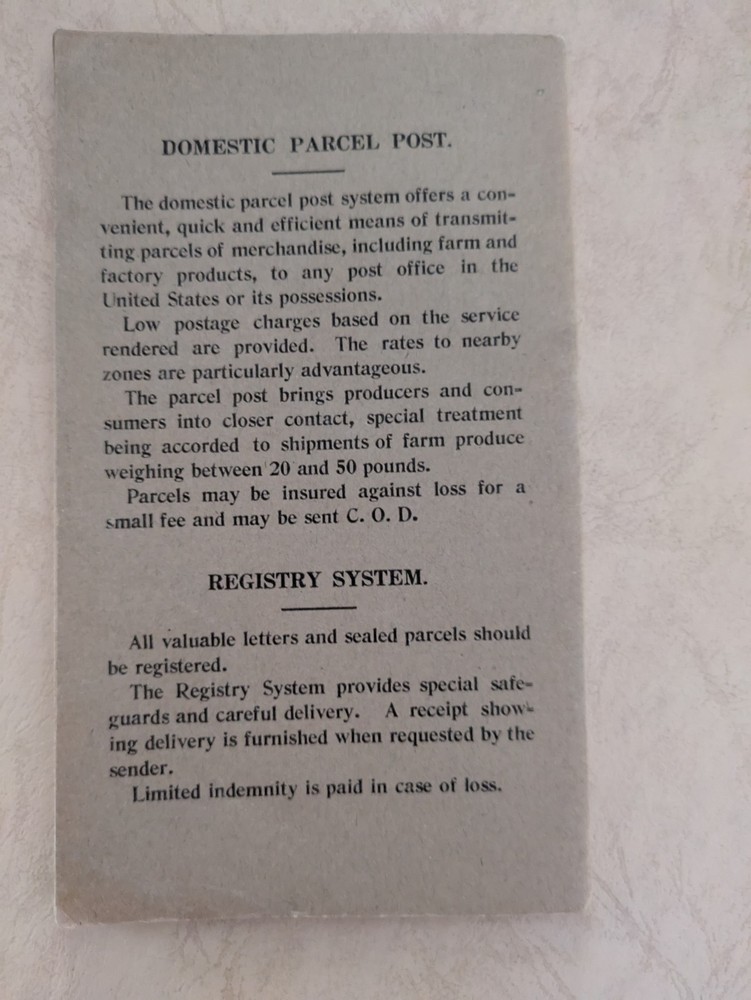 DOMESTIC PARCEL POST.
The domestic parcel post system offers a con-
venient, quick and efficient means of transmit-
ting parcels of merchandise, including farm and
factory products, to any post office in the
United States or its possessions.
Low postage charges based on the service
rendered are provided. The rates to nearby
zones are particularly advantageous.
The parcel post brings producers and con-
sumers into closer contact, special treatment
being accorded to shipments of farm produce
weighing between 20 and 50 pounds.
Parcels may be insured against loss for a
small fee and may be sent C. O. D.
REGISTRY SYSTEM.
All valuable letters and sealed parcels should
be registered.
The Registry System provides special safe-
guards and careful delivery. A receipt show-
ing delivery is furnished when requested by the
sender.
Limited indemnity is paid in case of loss.